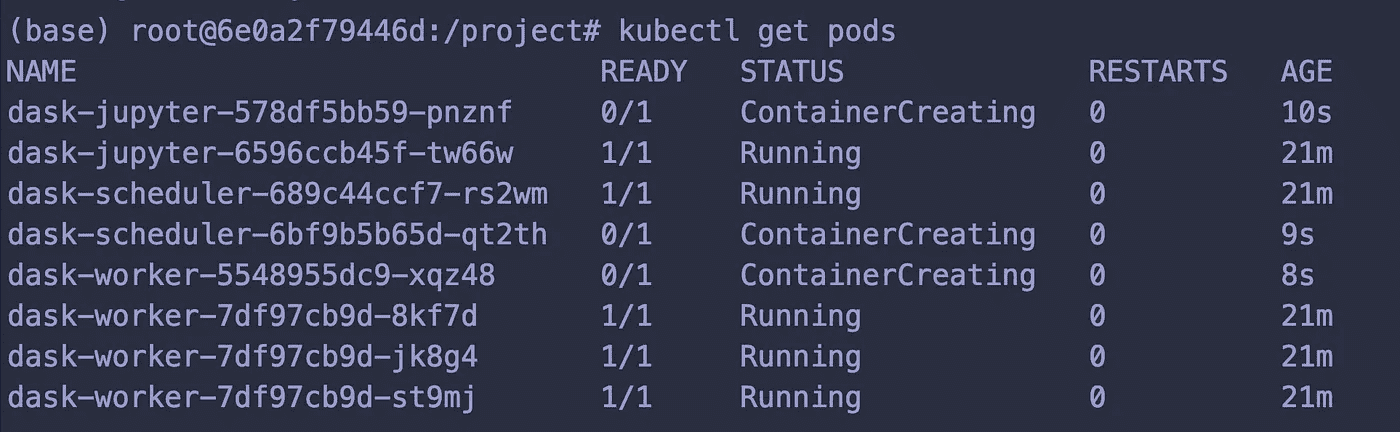 (base) root@6e0a2f79446d:/project# kubectl get pods
NAME READY STATUS RESTARTS AGE
dask-jupyter-578df5bb59-pnznf 0/1 ContainerCreating 0 10s
dask-jupyter-6596ccb45f-tw66w 1/1 Running 0 21m
dask-scheduler-689c44ccf7-rs2wm 1/1 Running 0 21m
dask-scheduler-6bf9b5b65d-qt2th 0/1 ContainerCreating 0 9s
dask-worker-5548955dc9-xqz48 0/1 ContainerCreating 0 8s
dask-worker-7df97cb9d-8kf7d 1/1 Running 0 21m
dask-worker-7df97cb9d-jk8g4 1/1 Running 0 21m
dask-worker-7df97cb9d-st9mj 1/1 Running 0 21m